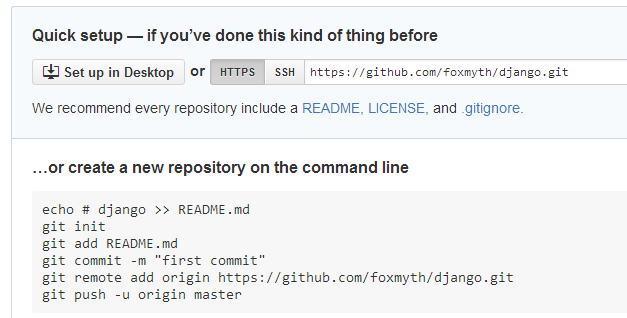 Quick setup — if you’ve done this kind of thing before
Set up in Desktop or HTTPS SSH https://github.com/foxmyth/django.git
We recommend every repository include a README, LICENSE, and .gitignore.
…or create a new repository on the command line
echo # django >> README.md
git init
git add README.md
git commit -m "first commit"
git remote add origin https://github.com/foxmyth/django.git
git push -u origin master